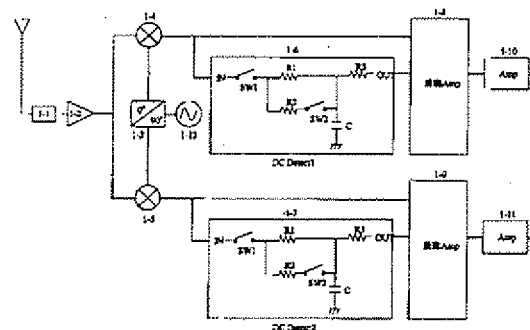 1-4
1-8
1-6
1-10
R1
R3
IN
OUT
SW1
Amp
R2
SW2
C
1-1
1-2
0°
90°
1-3
1-12
DC Detect1
1-5
1-9
1-7
1-11
R1
R3
IN
OUT
SW1
Amp
R2
SW2
C
DC Detect2